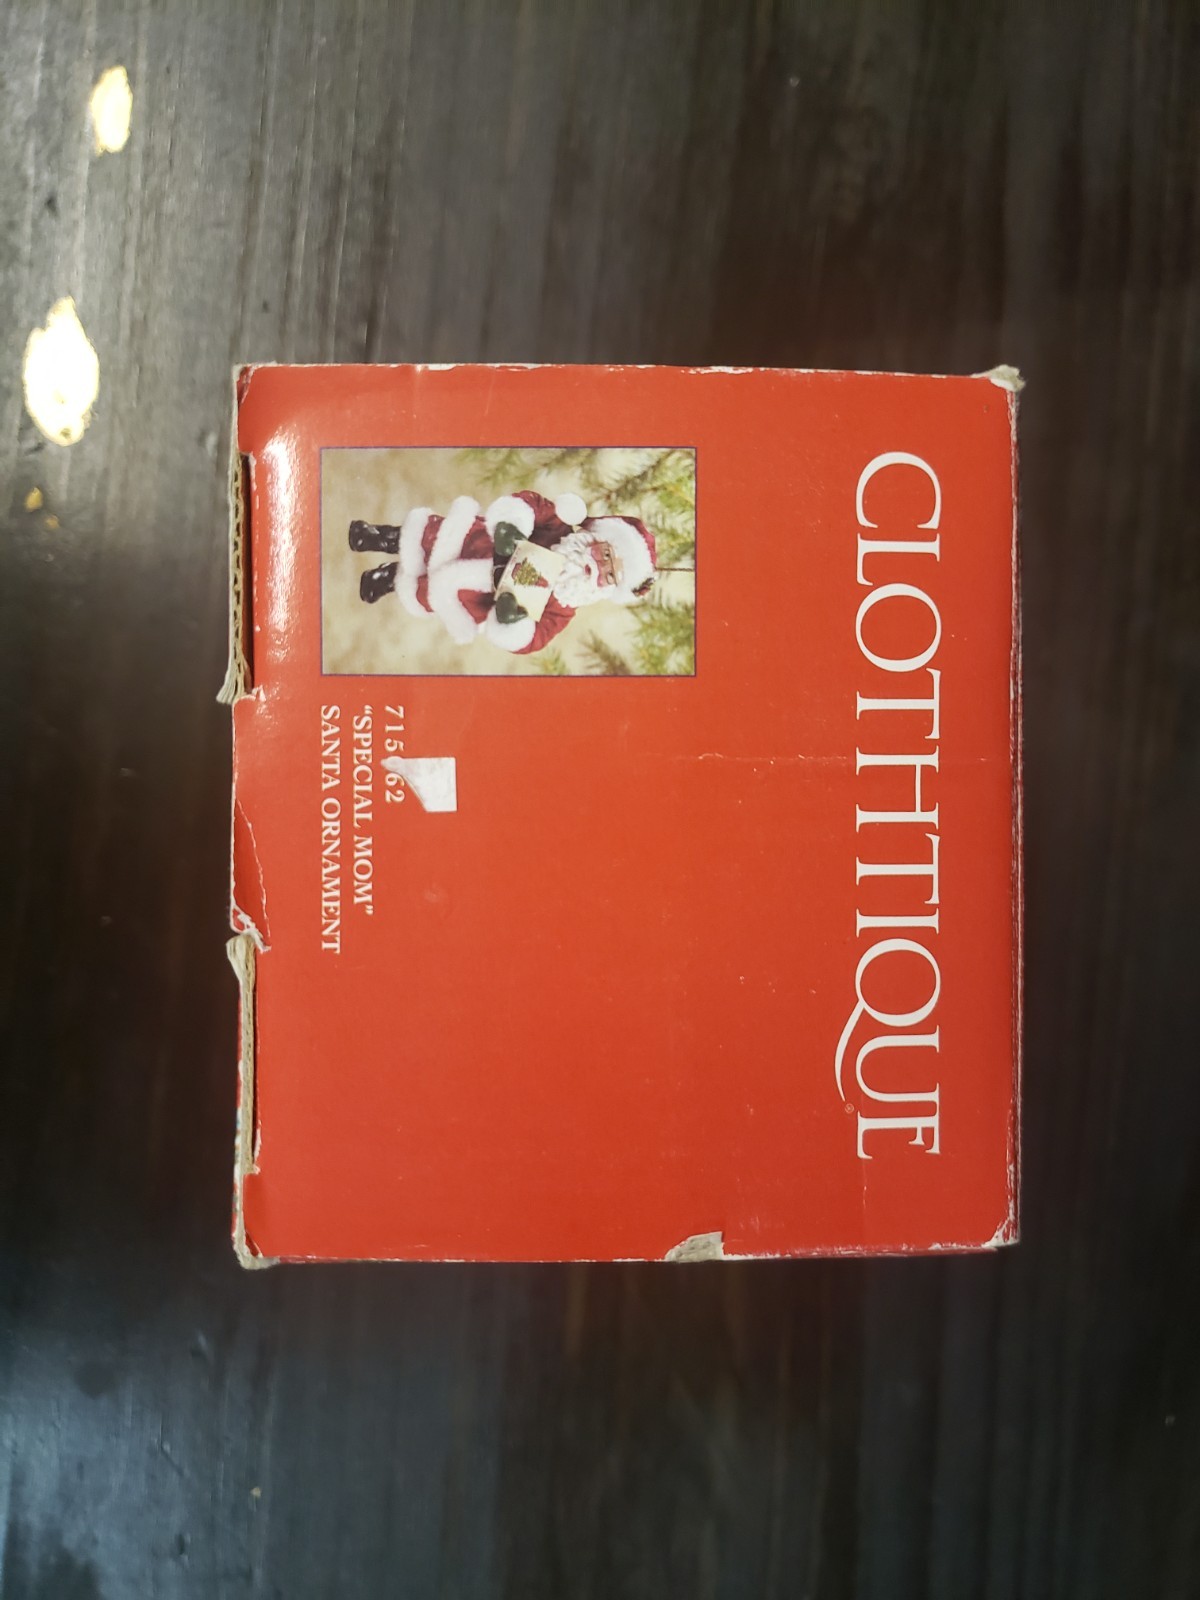 CLOTHTIQUE®
"SPECIAL MOM"
SANTA ORNAMENT